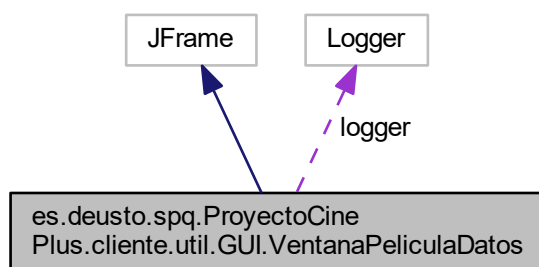 JFrame
Logger
logger
es.deusto.spq.ProyectoCine
Plus.cliente.util.GUI.VentanaPeliculaDatos